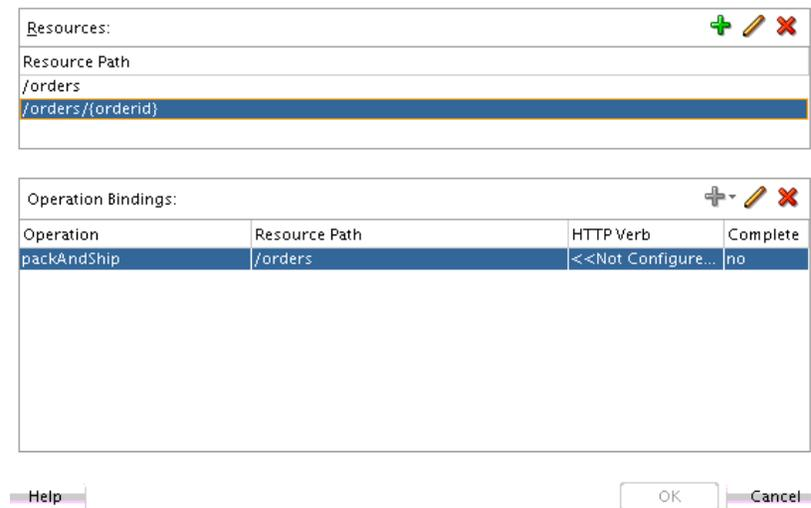 Resources:
Resource Path
/orders
/orders/{orderid}
Operation Bindings:
Operation Resource Path HTTP Verb Complete
packAndShip /orders <<Not Configure... no
Help OK Cancel